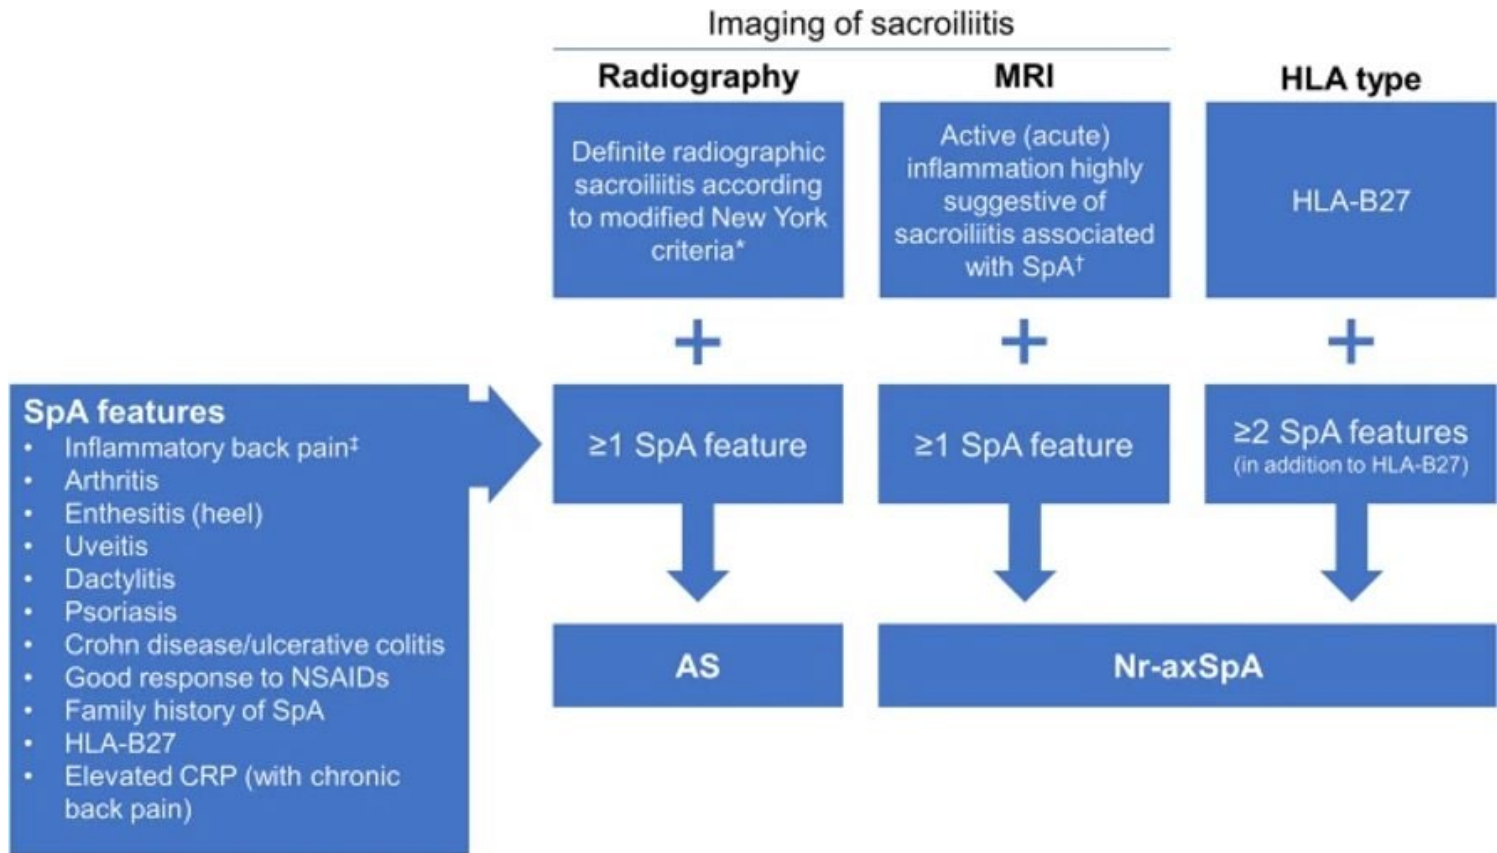 Imaging of sacroiliitis
Radiography
MRI
HLA type
Definite radiographic
sacroiliitis according
to modified New York
criteria*
Active (acute)
inflammation highly
suggestive of
sacroiliitis associated
with SpA†
HLA-B27
+
+
+
SpA features
• Inflammatory back pain‡
• Arthritis
• Enthesitis (heel)
• Uveitis
• Dactylitis
• Psoriasis
• Crohn disease/ulcerative colitis
• Good response to NSAIDs
• Family history of SpA
• HLA-B27
• Elevated CRP (with chronic
back pain)
≥1 SpA feature
≥1 SpA feature
≥2 SpA features
(in addition to HLA-B27)
AS
Nr-axSpA